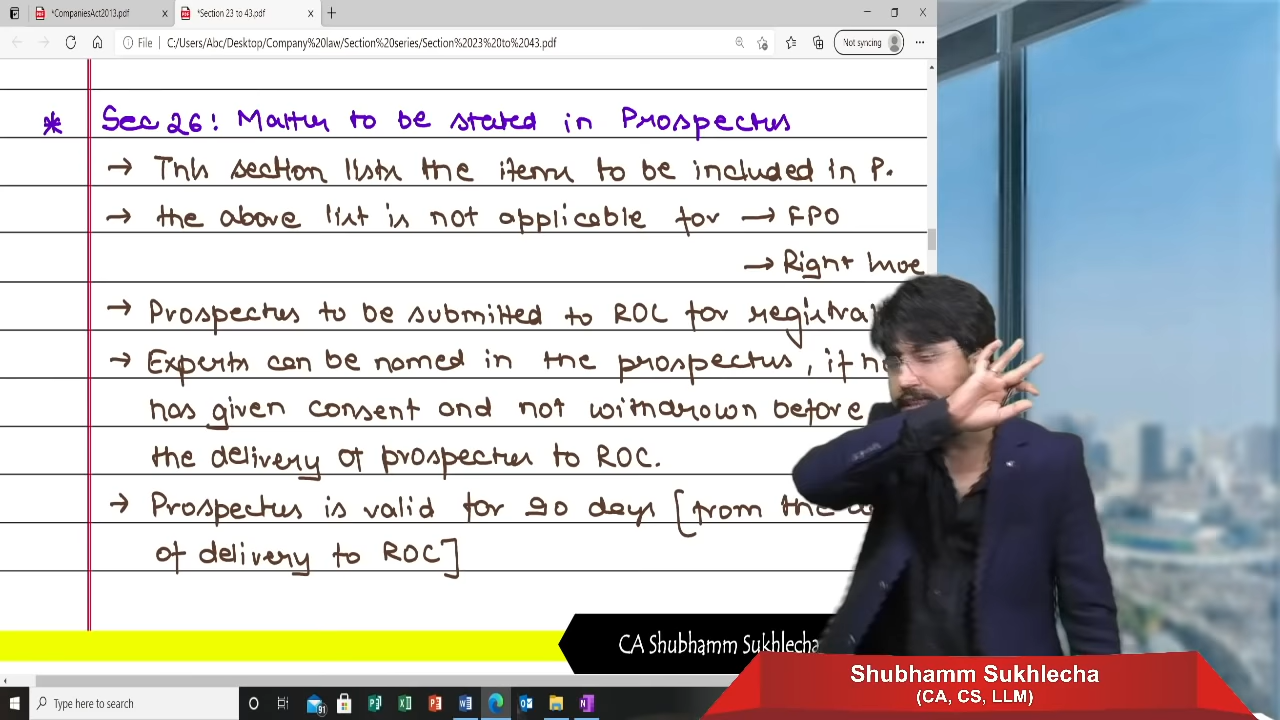 *CompaniesAct2013.pdf
*Section 23 to 43.pdf
File
C:/Users/Abc/Desktop/Company%20law/Section%20series/Section%2023%20to%2043.pdf
Not syncing
* Sec 26: Matter to be stated in Prospectus
→ This section lists the items to be included in P.
→ the above list is not applicable for → FPO
→ Right Issue
→ Prospectus to be submitted to ROC for
→ Experts can be named in the prospectus, if
has given consent and not withdrawn before
the delivery of prospectus to ROC.
→ Prospectus is valid for 90 days [from the
of delivery to ROC]
CA Shubhamm Sukhlecha
Shubhamm Sukhlecha
(CA, CS, LLM)
Type here to search
91